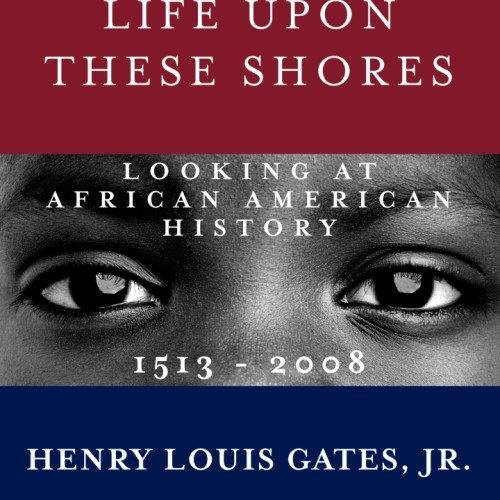 LIFE UPON
THESE SHORES
LOOKING AT
AFRICAN AMERICAN
HISTORY
1513 - 2008
HENRY LOUIS GATES, JR.